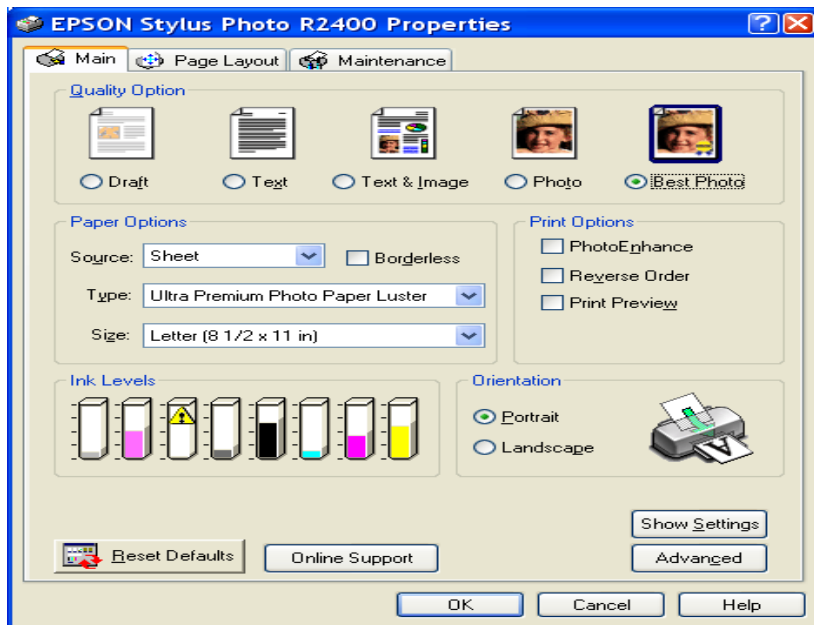 EPSON Stylus Photo R2400 Properties
Main Page Layout Maintenance
Quality Option
Draft Text Text & Image Photo Best Photo
Paper Options
Source: Sheet Borderless
Type: Ultra Premium Photo Paper Luster
Size: Letter (8 1/2 x 11 in)
Print Options
PhotoEnhance
Reverse Order
Print Preview
Ink Levels
Orientation
Portrait
Landscape
Show Settings
Reset Defaults Online Support Advanced
OK Cancel Help